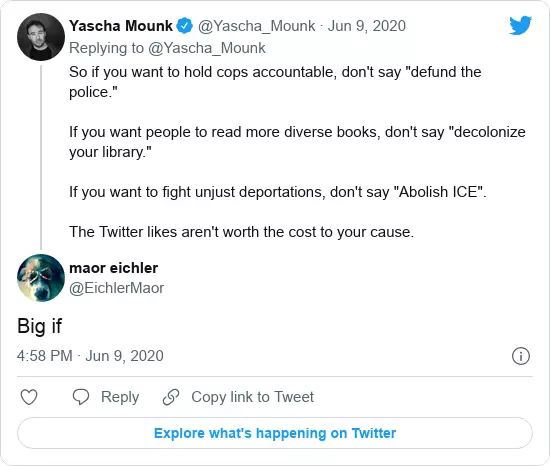 Yascha Mounk @Yascha_Mounk · Jun 9, 2020
Replying to @Yascha_Mounk
So if you want to hold cops accountable, don't say "defund the
police."
If you want people to read more diverse books, don't say "decolonize
your library."
If you want to fight unjust deportations, don't say "Abolish ICE".
The Twitter likes aren't worth the cost to your cause.
maor eichler
@EichlerMaor
Big if
4:58 PM · Jun 9, 2020
Reply Copy link to Tweet
Explore what's happening on Twitter